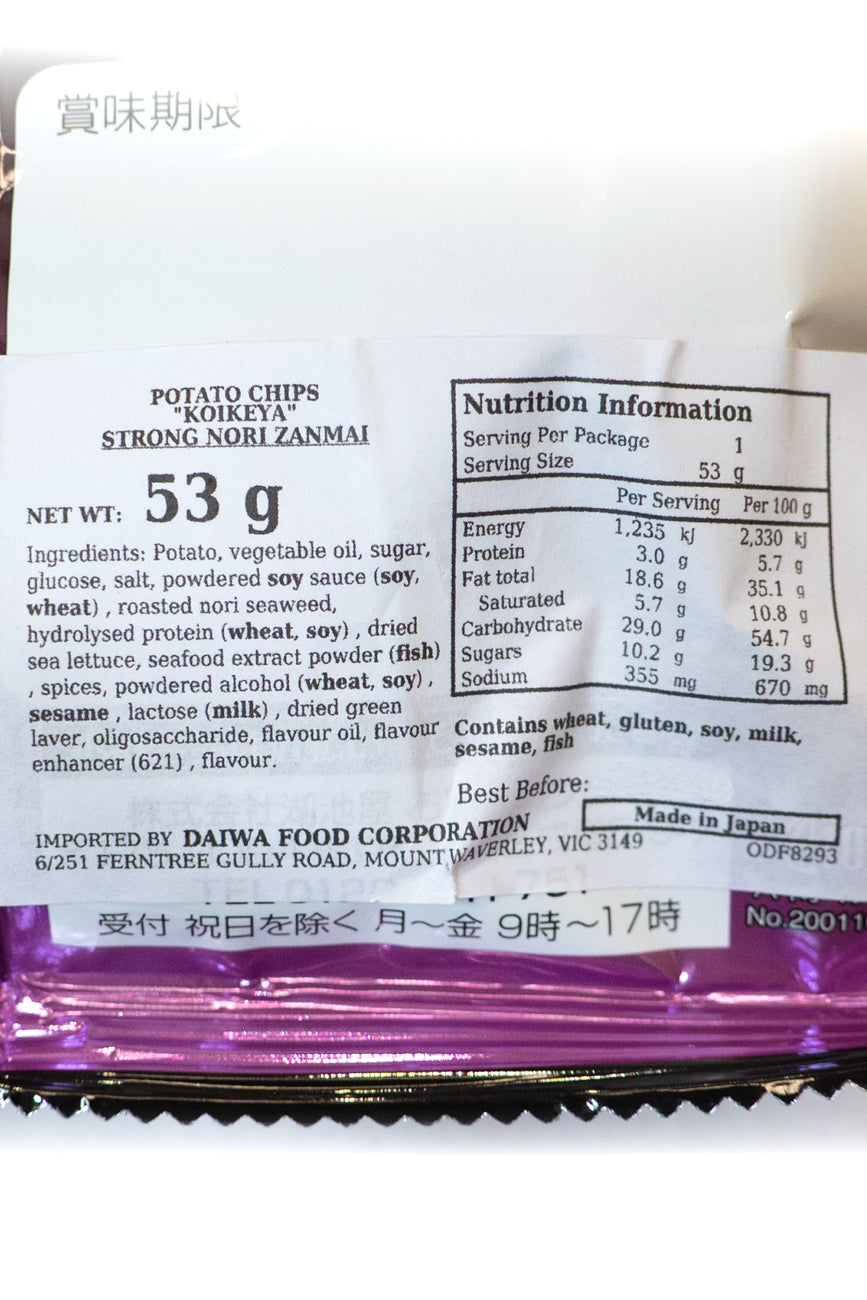 賞味期限
POTATO CHIPS
"KOIKEYA"
STRONG NORI ZANMAI
NET WT: 53 g
Ingredients: Potato, vegetable oil, sugar,
glucose, salt, powdered soy sauce (soy,
wheat) , roasted nori seaweed,
hydrolysed protein (wheat, soy) , dried
sea lettuce, seafood extract powder (fish)
, spices, powdered alcohol (wheat, soy) ,
sesame , lactose (milk) , dried green
laver, oligosaccharide, flavour oil, flavour
enhancer (621) , flavour.
Nutrition Information
Serving Per Package 1
Serving Size 53 g
Per Serving Per 100 g
Energy 1,235 kJ 2,330 kJ
Protein 3.0 g 5.7 g
Fat total 18.6 g 35.1 g
Saturated 5.7 g 10.8 g
Carbohydrate 29.0 g 54.7 g
Sugars 10.2 g 19.3 g
Sodium 355 mg 670 mg
Contains wheat, gluten, soy, milk,
sesame, fish
Best Before:
Made in Japan
IMPORTED BY DAIWA FOOD CORPORATION
6/251 FERNTREE GULLY ROAD, MOUNT WAVERLEY, VIC 3149
ODF8293
受付 祝日を除く 月〜金 9時〜17時
No.20011